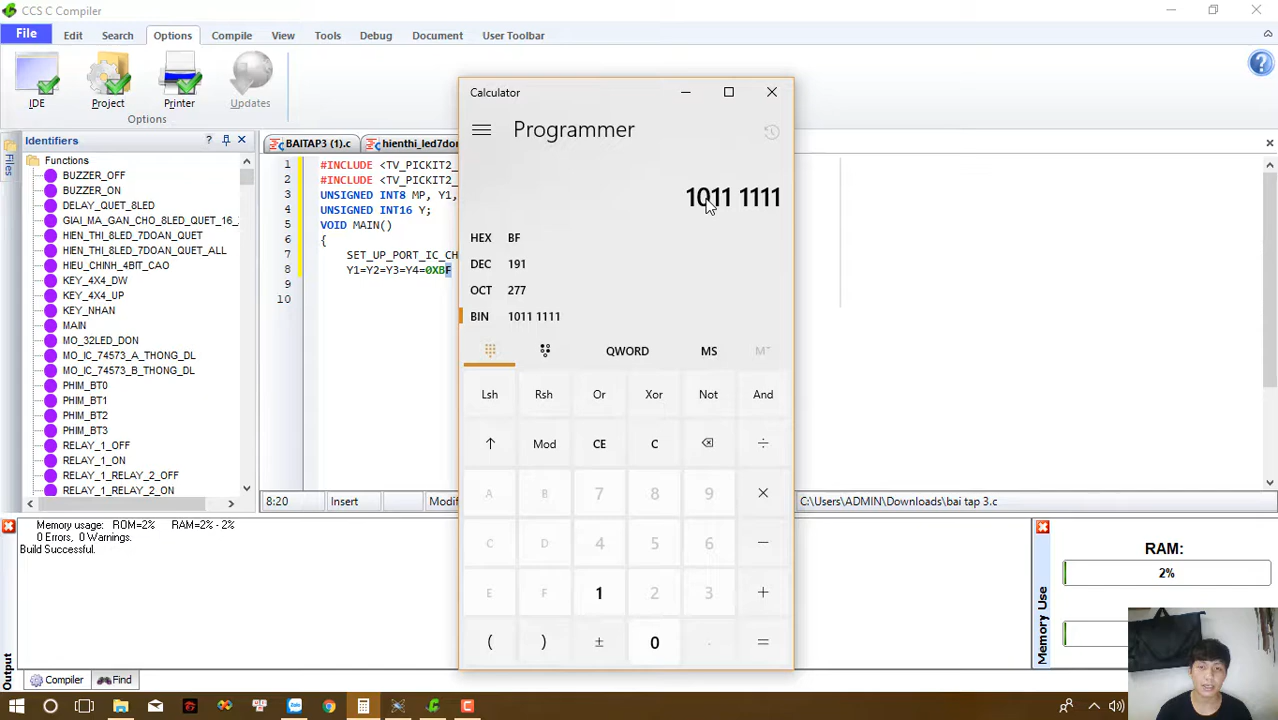 CCS C Compiler
File Edit Search Options Compile View Tools Debug Document User Toolbar
IDE Project Printer Updates
Options
Identifiers
Files
Functions
BUZZER_OFF
BUZZER_ON
DELAY_QUET_8LED
GIAI_MA_GAN_CHO_8LED_QUET_16_
HIEN_THI_8LED_7DOAN_QUET
HIEN_THI_8LED_7DOAN_QUET_ALL
HIEU_CHINH_4BIT_CAO
KEY_4X4_DW
KEY_4X4_UP
KEY_NHAN
MAIN
MO_32LED_DON
MO_IC_74573_A_THONG_DL
MO_IC_74573_B_THONG_DL
PHIM_BT0
PHIM_BT1
PHIM_BT2
PHIM_BT3
RELAY_1_OFF
RELAY_1_ON
RELAY_1_RELAY_2_OFF
RELAY_1_RELAY_2_ON
BAITAP3 (1).c hienthi_led7don
1 #INCLUDE <TV_PICKIT2_
2 #INCLUDE <TV_PICKIT2_
3 UNSIGNED INT8 MP, Y1,
4 UNSIGNED INT16 Y;
5 VOID MAIN()
6 {
7 SET_UP_PORT_IC_CH
8 Y1=Y2=Y3=Y4=0XBF
9
10
8:20 Insert Modif C:\Users\ADMIN\Downloads\bai tap 3.c
Calculator
Programmer
1011 1111
HEX BF
DEC 191
OCT 277
BIN 1011 1111
QWORD MS M
Lsh Rsh Or Xor Not And
↑ Mod CE C ⌫ ÷
A B 7 8 9 ×
C D 4 5 6 −
E F 1 2 3 +
( ) ± 0 . =
Memory usage: ROM=2% RAM=2% - 2%
0 Errors, 0 Warnings.
Build Successful.
Output
Compiler Find
Memory Use
RAM:
2%